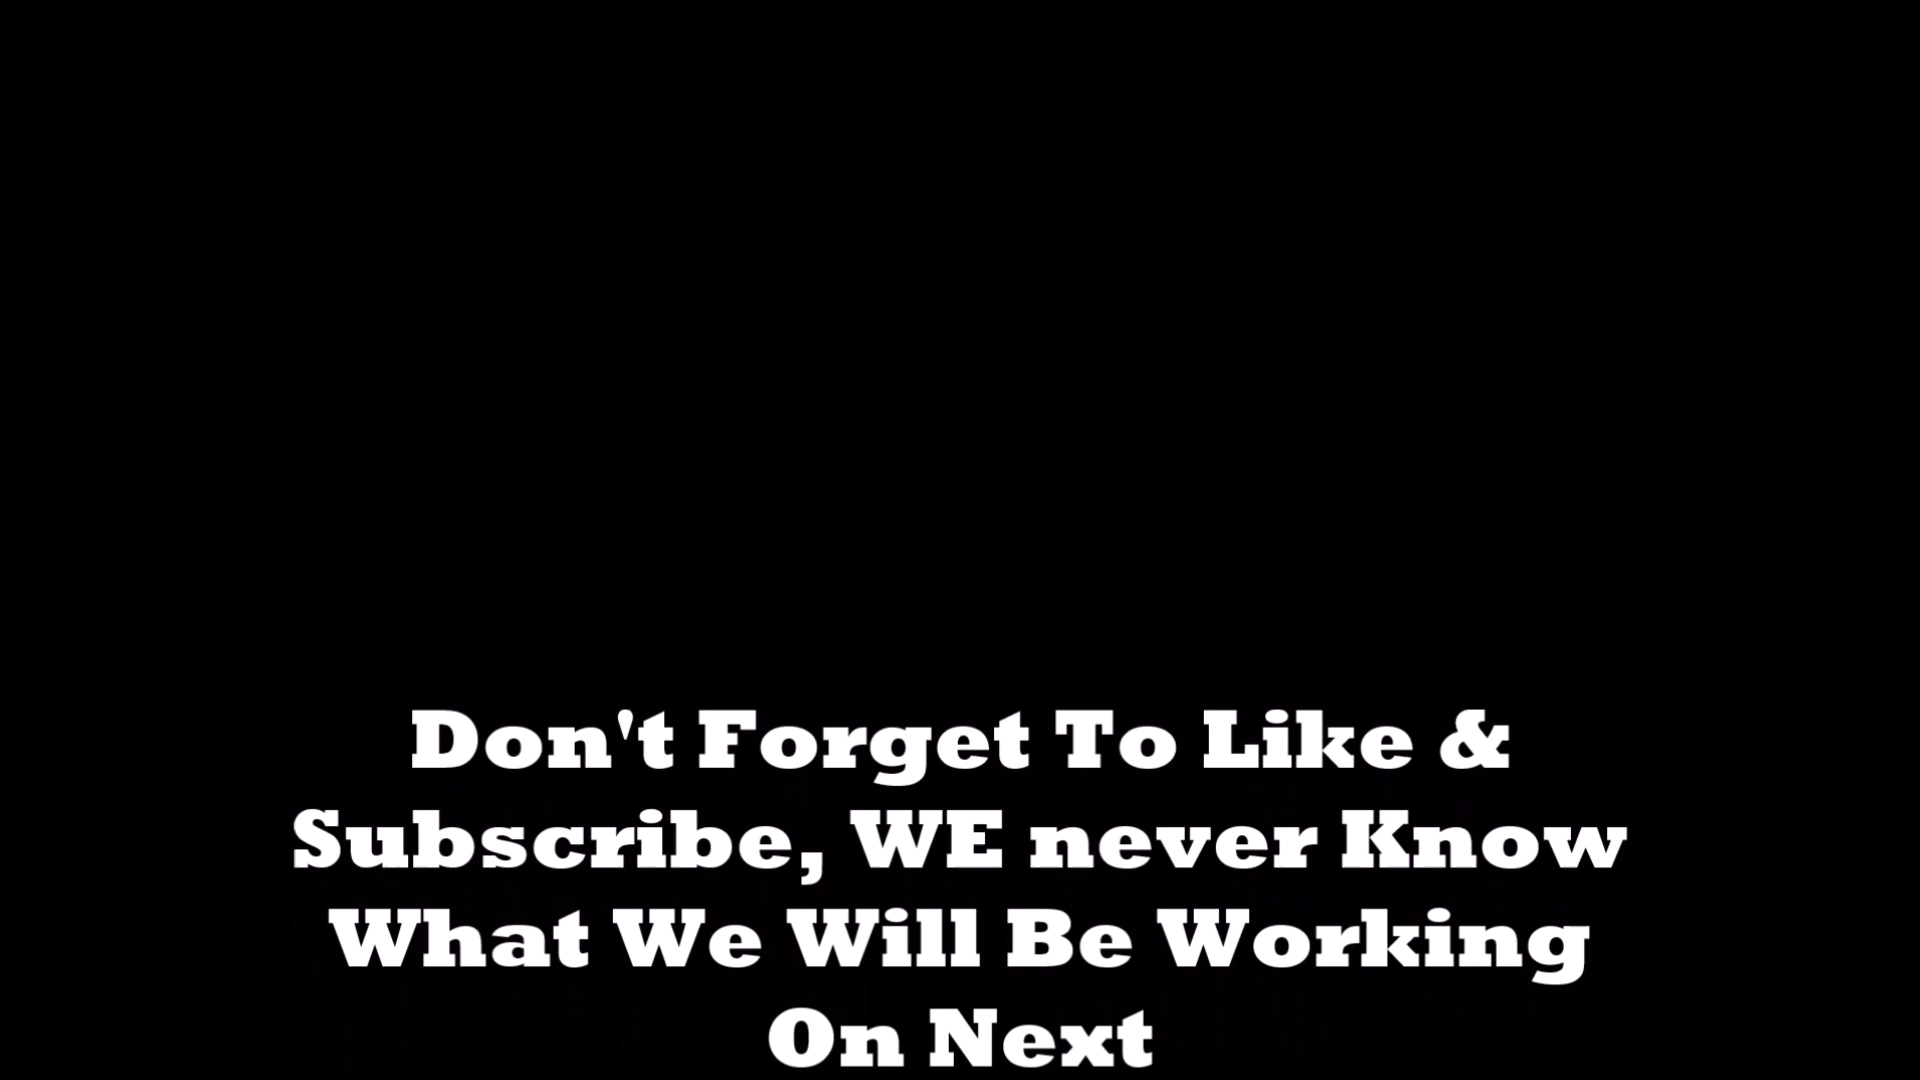 Don't Forget To Like &
Subscribe, WE never Know
What We Will Be Working
On Next